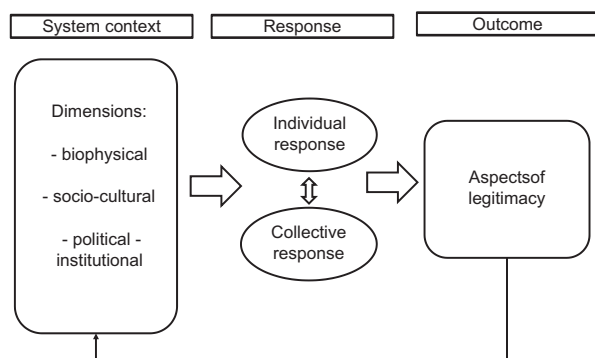 System context
Response
Outcome
Dimensions:
- biophysical
- socio-cultural
- political -
institutional
Individual
response
Collective
response
Aspectsof
legitimacy